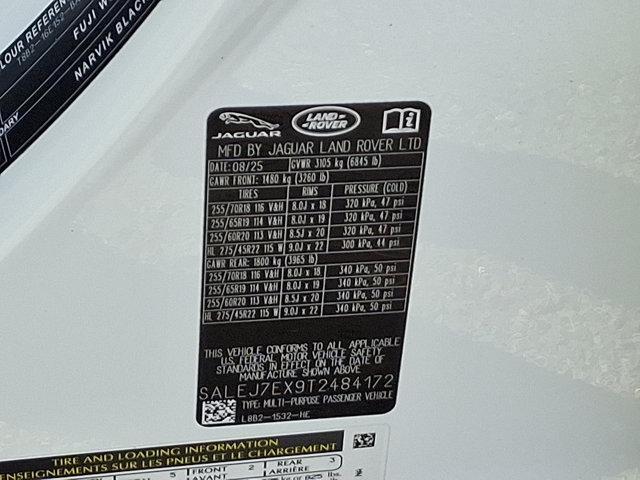 COLOUR REFEREN
FUJI W
NARVIK BLACK
DARY
JAGUAR
LAND ROVER
MFD BY JAGUAR LAND ROVER LTD
DATE: 08/25 GVWR 3105 kg (6845 lb)
GAWR FRONT: 1480 kg (3260 lb)
TIRES RIMS PRESSURE (COLD)
255/70R18 116 V&H 8.0J x 18 320 kPa, 47 psi
255/65R19 114 V&H 8.0J x 19 320 kPa, 47 psi
255/60R20 113 V&H 8.5J x 20 320 kPa, 47 psi
HL 275/45R22 115 W 9.0J x 22 300 kPa, 44 psi
GAWR REAR: 1800 kg (3965 lb)
255/70R18 116 V&H 8.0J x 18 340 kPa, 50 psi
255/65R19 114 V&H 8.0J x 19 340 kPa, 50 psi
255/60R20 113 V&H 8.5J x 20 340 kPa, 50 psi
HL 275/45R22 115 W 9.0J x 22 340 kPa, 50 psi
THIS VEHICLE CONFORMS TO ALL APPLICABLE
U.S. FEDERAL MOTOR VEHICLE SAFETY
STANDARDS IN EFFECT ON THE DATE OF
MANUFACTURE SHOWN ABOVE
SALEJ7EX9T2484172
TYPE: MULTI-PURPOSE PASSENGER VEHICLE
L8B2-1532-HE
TIRE AND LOADING INFORMATION
ENSEIGNEMENTS SUR LES PNEUS ET LE CHARGEMENT
5 FRONT 2 REAR 3
AVANT ARRIÈRE